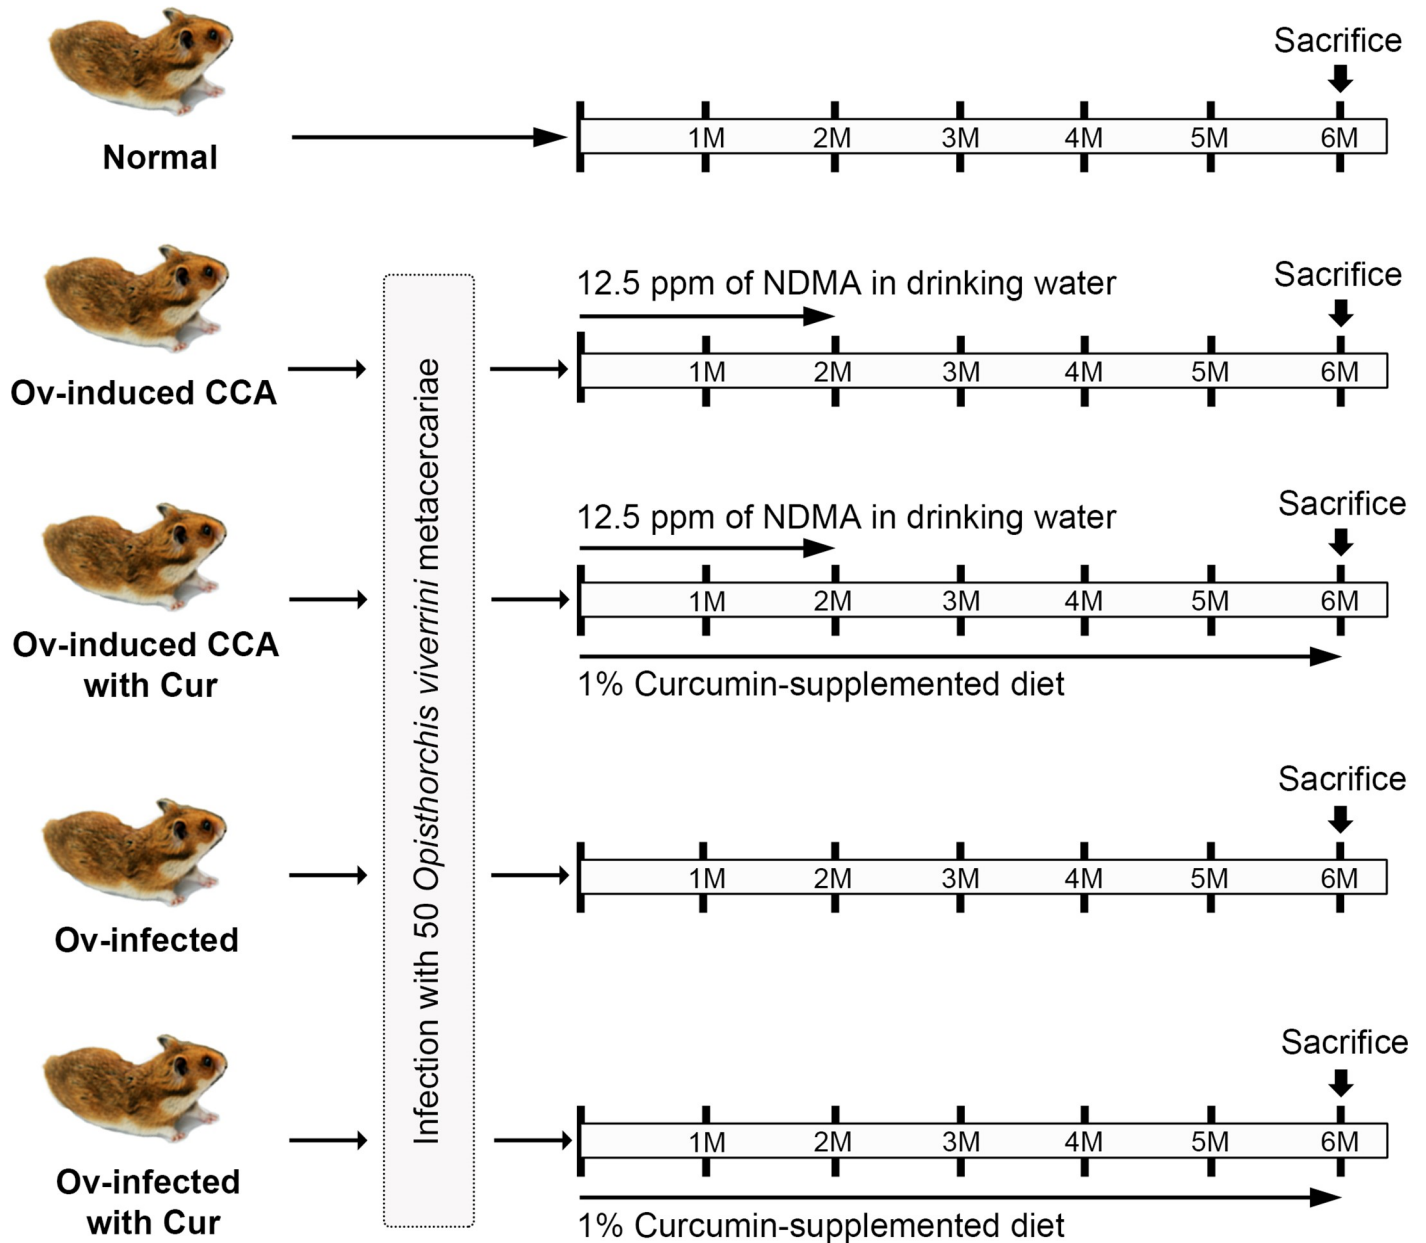 Sacrifice
Normal
1M 2M 3M 4M 5M 6M
Infection with 50 Opisthorchis viverrini metacercariae
12.5 ppm of NDMA in drinking water
Sacrifice
Ov-induced CCA
1M 2M 3M 4M 5M 6M
12.5 ppm of NDMA in drinking water
Sacrifice
Ov-induced CCA
with Cur
1M 2M 3M 4M 5M 6M
1% Curcumin-supplemented diet
Sacrifice
Ov-infected
1M 2M 3M 4M 5M 6M
Sacrifice
Ov-infected
with Cur
1M 2M 3M 4M 5M 6M
1% Curcumin-supplemented diet